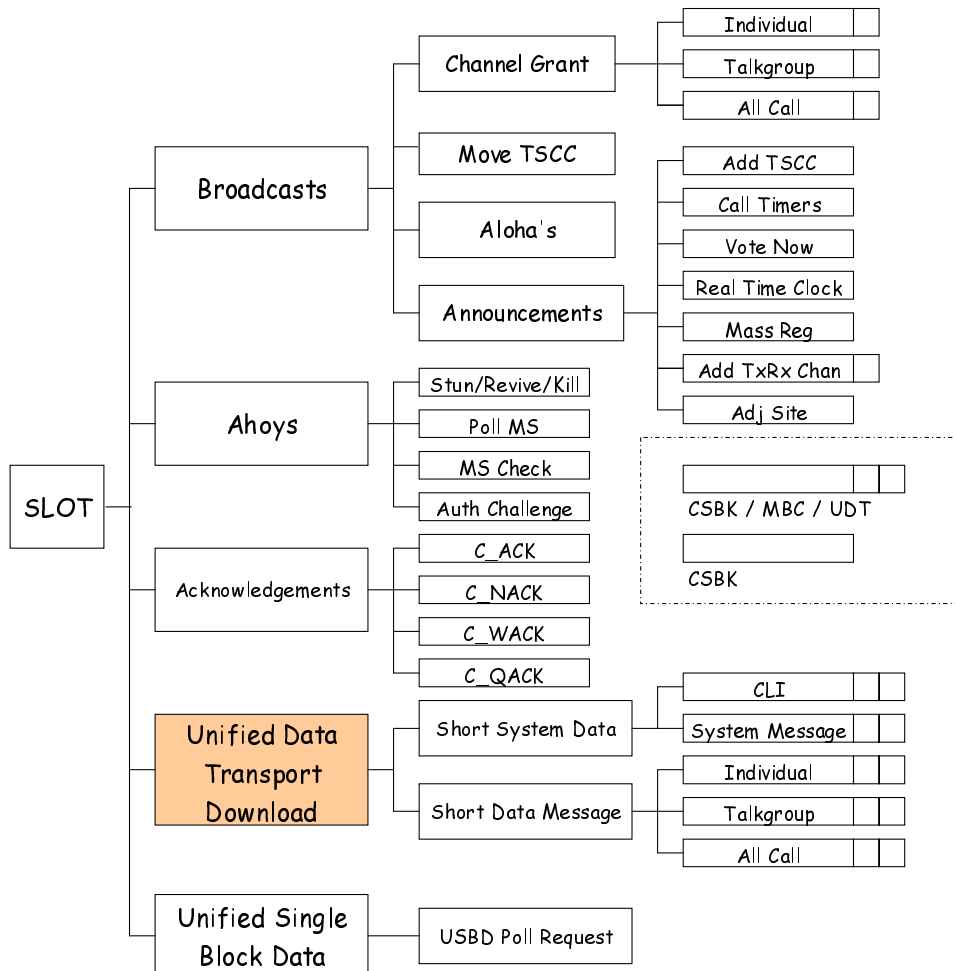 SLOT
Broadcasts
Channel Grant
Individual
Talkgroup
All Call
Move TSCC
Aloha's
Announcements
Add TSCC
Call Timers
Vote Now
Real Time Clock
Mass Reg
Add TxRx Chan
Adj Site
Ahoys
Stun/Revive/Kill
Poll MS
MS Check
Auth Challenge
CSBK / MBC / UDT
CSBK
Acknowledgements
C_ACK
C_NACK
C_WACK
C_QACK
Unified Data
Transport
Download
Short System Data
CLI
System Message
Short Data Message
Individual
Talkgroup
All Call
Unified Single
Block Data
USBD Poll Request